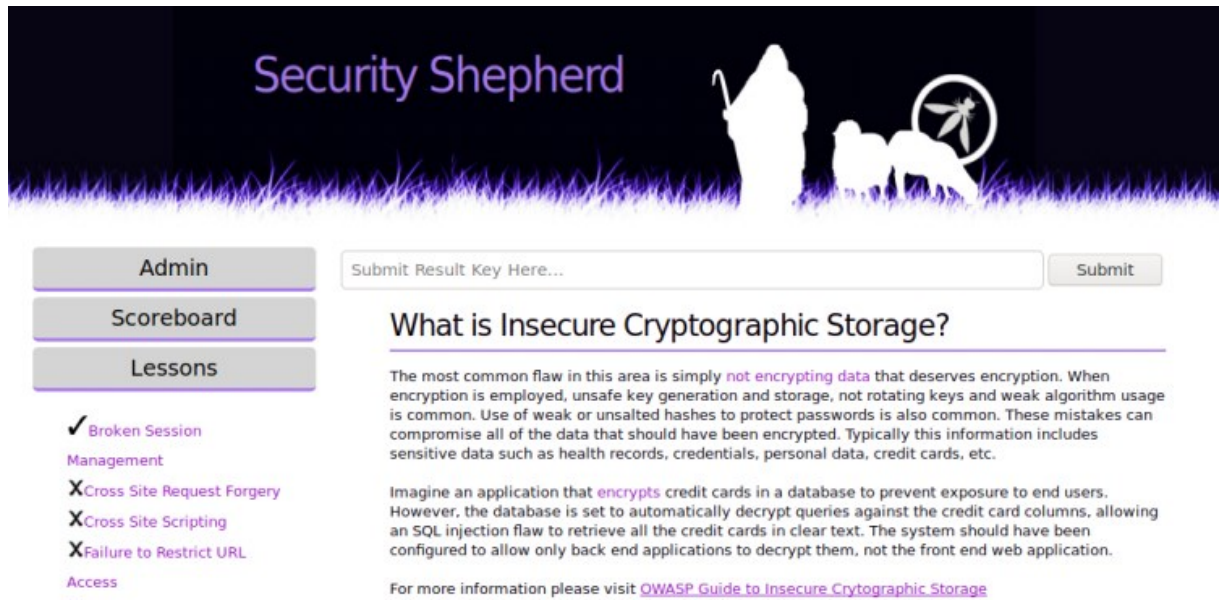 Security Shepherd
Admin
Scoreboard
Lessons
✓Broken Session
Management
XCross Site Request Forgery
XCross Site Scripting
XFailure to Restrict URL
Access
Submit Result Key Here...
Submit
What is Insecure Cryptographic Storage?
The most common flaw in this area is simply not encrypting data that deserves encryption. When
encryption is employed, unsafe key generation and storage, not rotating keys and weak algorithm usage
is common. Use of weak or unsalted hashes to protect passwords is also common. These mistakes can
compromise all of the data that should have been encrypted. Typically this information includes
sensitive data such as health records, credentials, personal data, credit cards, etc.
Imagine an application that encrypts credit cards in a database to prevent exposure to end users.
However, the database is set to automatically decrypt queries against the credit card columns, allowing
an SQL injection flaw to retrieve all the credit cards in clear text. The system should have been
configured to allow only back end applications to decrypt them, not the front end web application.
For more information please visit OWASP Guide to Insecure Crytographic Storage